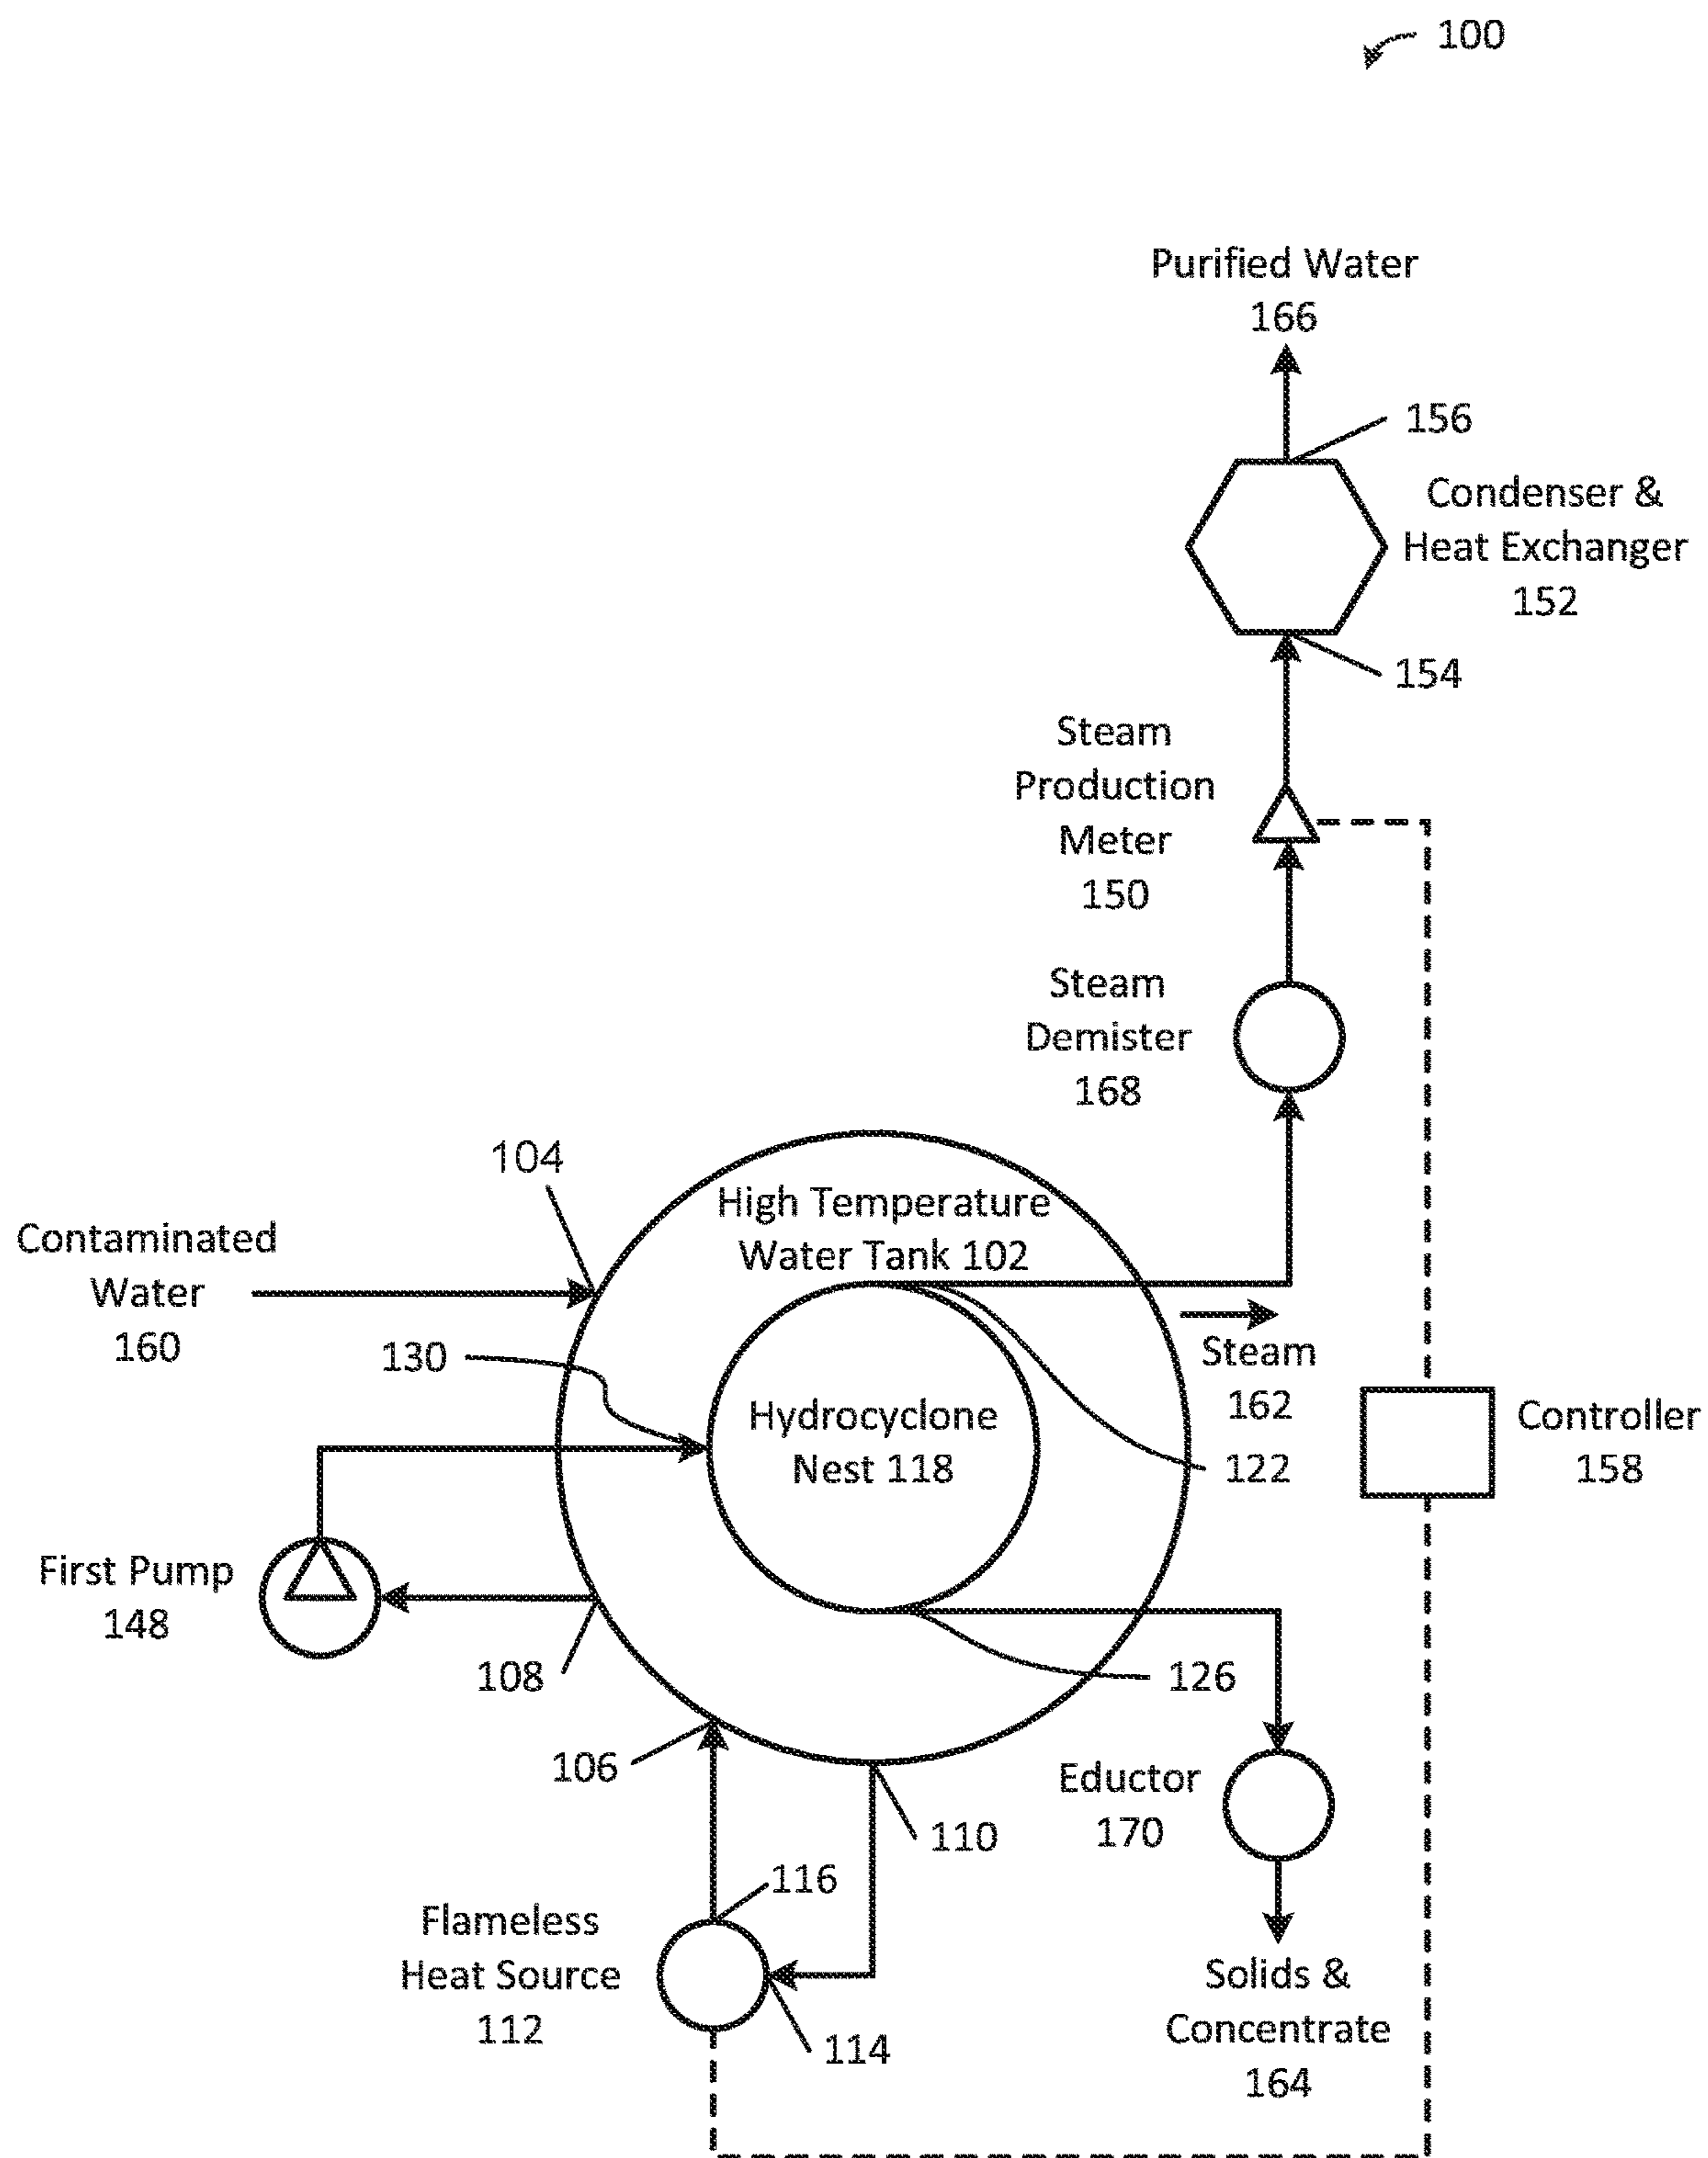 100
Purified Water
166
156
Condenser &
Heat Exchanger
152
154
Steam
Production
Meter
150
Steam
Demister
168
104
High Temperature
Water Tank 102
Contaminated
Water
160
130
Steam
162
Hydrocyclone
Nest 118
122
Controller
158
First Pump
148
108
126
106
Eductor
170
110
116
Flameless
Heat Source
112
114
Solids &
Concentrate
164